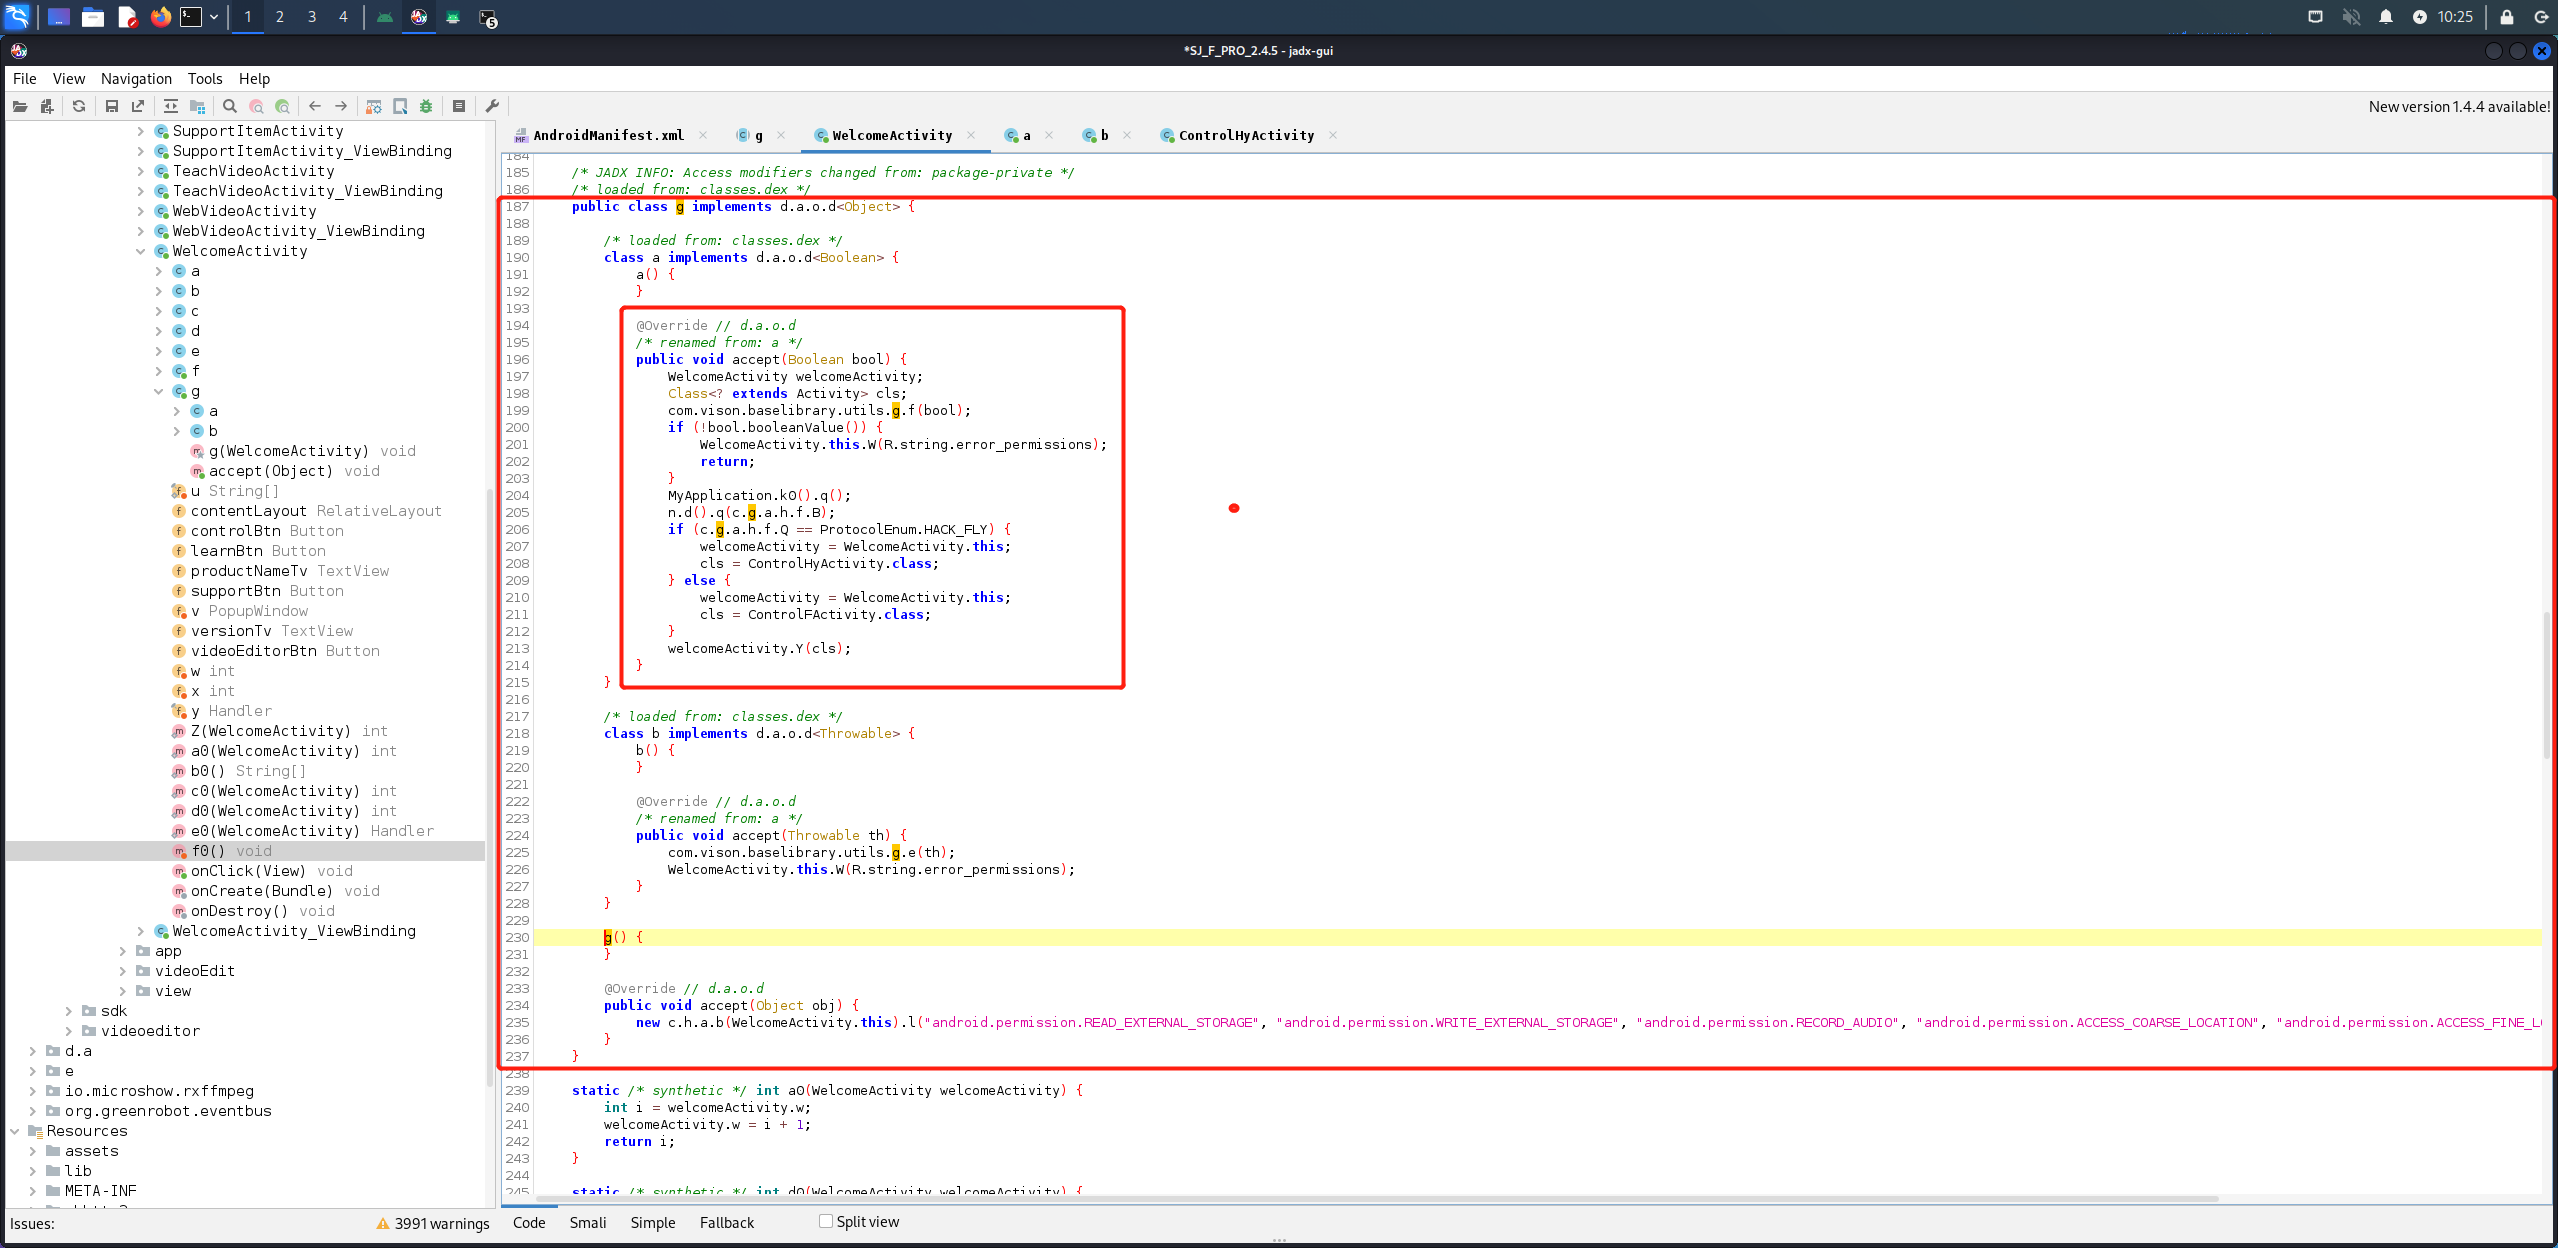 1 2 3 4 5 10:25
*SJ_F_PRO_2.4.5 - jadx-gui
File View Navigation Tools Help
New version 1.4.4 available!
SupportItemActivity
SupportItemActivity_ViewBinding
TeachVideoActivity
TeachVideoActivity_ViewBinding
WebVideoActivity
WebVideoActivity_ViewBinding
WelcomeActivity
a
b
c
d
e
f
g
a
b
g(WelcomeActivity) void
accept(Object) void
u String[]
contentLayout RelativeLayout
controlBtn Button
learnBtn Button
productNameTv TextView
supportBtn Button
v PopupWindow
versionTv TextView
videoEditorBtn Button
w int
x int
y Handler
Z(WelcomeActivity) int
a0(WelcomeActivity) int
b0() String[]
c0(WelcomeActivity) int
d0(WelcomeActivity) int
e0(WelcomeActivity) Handler
f0() void
onClick(View) void
onCreate(Bundle) void
onDestroy() void
WelcomeActivity_ViewBinding
app
videoEdit
view
sdk
videoeditor
d.a
e
io.microshow.rxffmpeg
org.greenrobot.eventbus
Resources
assets
lib
META-INF
AndroidManifest.xml g WelcomeActivity a b ControlHyActivity
184
185 /* JADX INFO: Access modifiers changed from: package-private */
186 /* loaded from: classes.dex */
187 public class g implements d.a.o.d<Object> {
188
189 /* loaded from: classes.dex */
190 class a implements d.a.o.d<Boolean> {
191 a() {
192 }
193
194 @Override // d.a.o.d
195 /* renamed from: a */
196 public void accept(Boolean bool) {
197 WelcomeActivity welcomeActivity;
198 Class<? extends Activity> cls;
199 com.vison.baselibrary.utils.g.f(bool);
200 if (!bool.booleanValue()) {
201 WelcomeActivity.this.W(R.string.error_permissions);
202 return;
203 }
204 MyApplication.k0().q();
205 n.d().q(c.g.a.h.f.B);
206 if (c.g.a.h.f.Q == ProtocolEnum.HACK_FLY) {
207 welcomeActivity = WelcomeActivity.this;
208 cls = ControlHyActivity.class;
209 } else {
210 welcomeActivity = WelcomeActivity.this;
211 cls = ControlFActivity.class;
212 }
213 welcomeActivity.Y(cls);
214 }
215 }
216
217 /* loaded from: classes.dex */
218 class b implements d.a.o.d<Throwable> {
219 b() {
220 }
221
222 @Override // d.a.o.d
223 /* renamed from: a */
224 public void accept(Throwable th) {
225 com.vison.baselibrary.utils.g.e(th);
226 WelcomeActivity.this.W(R.string.error_permissions);
227 }
228 }
229
230 g() {
231 }
232
233 @Override // d.a.o.d
234 public void accept(Object obj) {
235 new c.h.a.b(WelcomeActivity.this).l("android.permission.READ_EXTERNAL_STORAGE", "android.permission.WRITE_EXTERNAL_STORAGE", "android.permission.RECORD_AUDIO", "android.permission.ACCESS_COARSE_LOCATION", "android.permission.ACCESS_FINE_L
236 }
237 }
238
239 static /* synthetic */ int a0(WelcomeActivity welcomeActivity) {
240 int i = welcomeActivity.w;
241 welcomeActivity.w = i + 1;
242 return i;
243 }
244
245 static /* synthetic */ int d0(WelcomeActivity welcomeActivity) {
Issues: 3991 warnings Code Smali Simple Fallback Split view